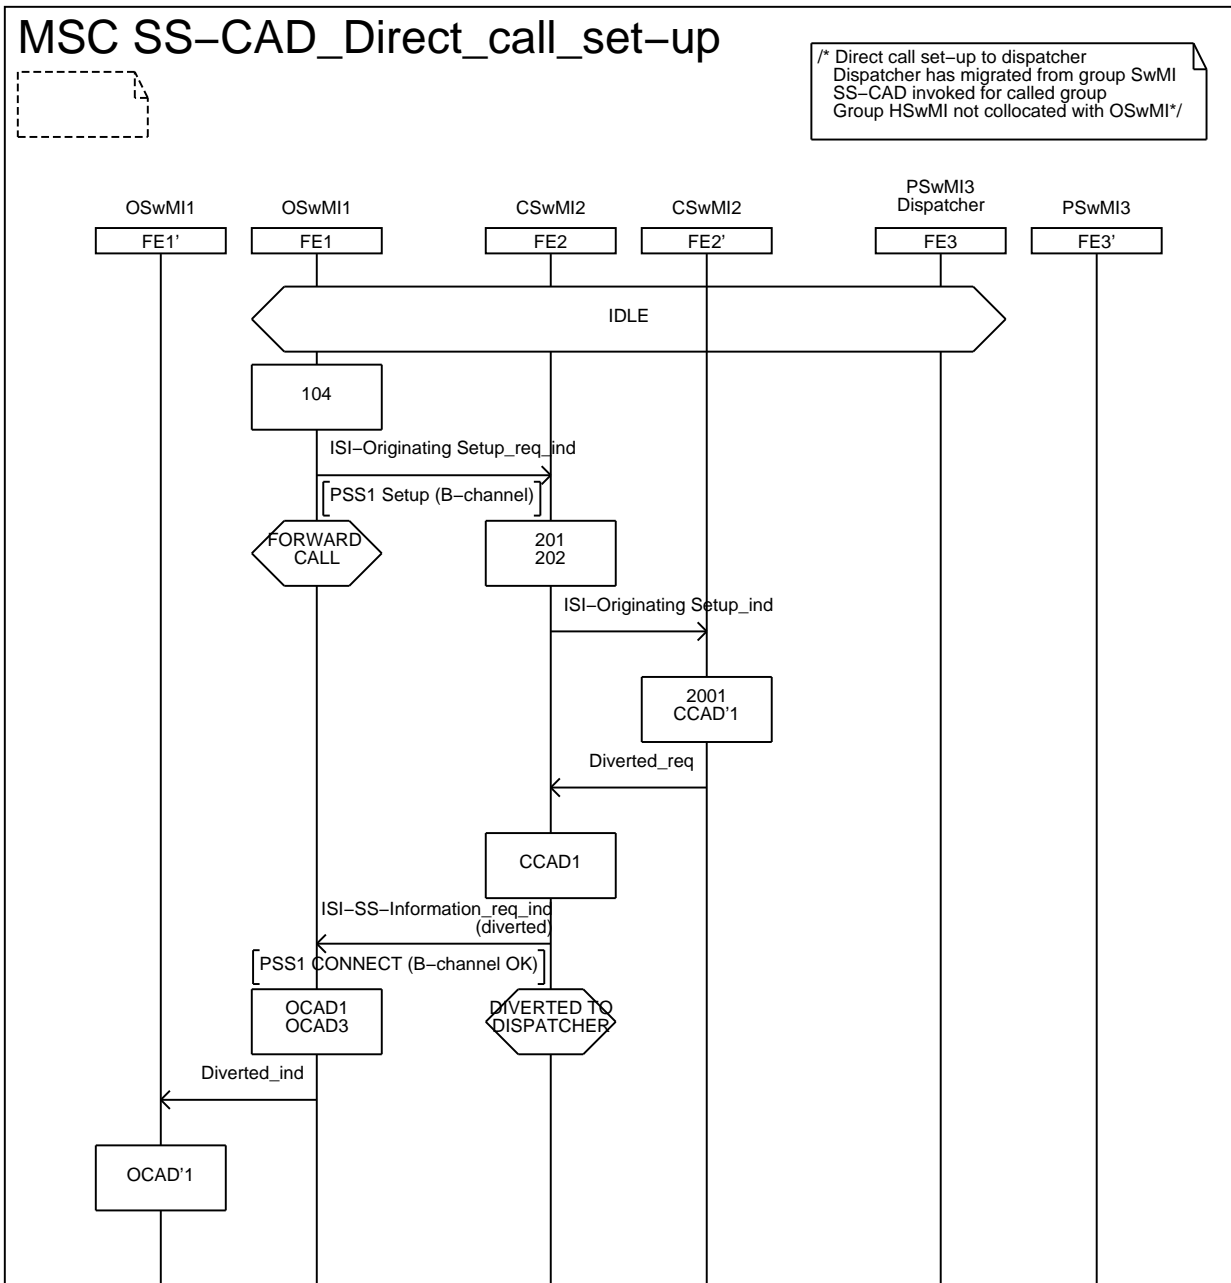 MSC SS−CAD_Direct_call_set−up
/* Direct call set−up to dispatcher
Dispatcher has migrated from group SwMI
SS−CAD invoked for called group
Group HSwMI not collocated with OSwMI*/
OSwMI1
OSwMI1
CSwMI2
CSwMI2
PSwMI3
Dispatcher
PSwMI3
FE1'
FE1
FE2
FE2'
FE3
FE3'
IDLE
104
ISI−Originating Setup_req_ind
PSS1 Setup (B−channel)
FORWARD
CALL
201
202
ISI−Originating Setup_ind
2001
CCAD'1
Diverted_req
CCAD1
ISI−SS−Information_req_ind
(diverted)
PSS1 CONNECT (B−channel OK)
OCAD1
OCAD3
DIVERTED TO
DISPATCHER
Diverted_ind
OCAD'1